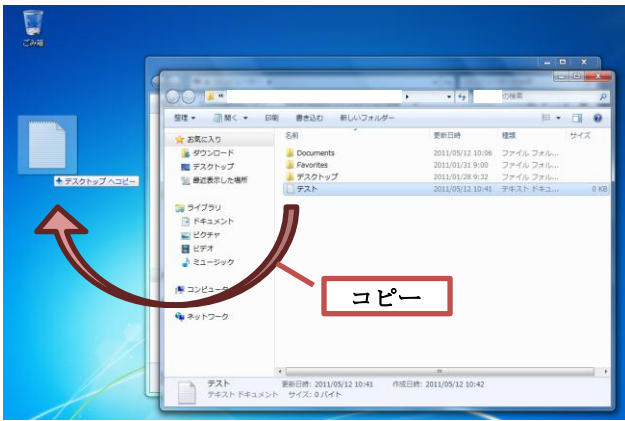 ごみ箱
の検索
整理 開く 印刷 書き込む 新しいフォルダー
お気に入り
ダウンロード
デスクトップ
最近表示した場所
ライブラリ
ドキュメント
ピクチャ
ビデオ
ミュージック
コンピュータ
ネットワーク
名前 更新日時 種類 サイズ
Documents 2011/05/12 10:06 ファイル フォル...
Favorites 2011/01/31 9:00 ファイル フォル...
デスクトップ 2011/01/28 9:32 ファイル フォル...
テスト 2011/05/12 10:41 テキスト ドキュ... 0 KB
デスクトップ へコピー
コピー
テスト 更新日時: 2011/05/12 10:41 作成日時: 2011/05/12 10:42
テキスト ドキュメント サイズ: 0 バイト